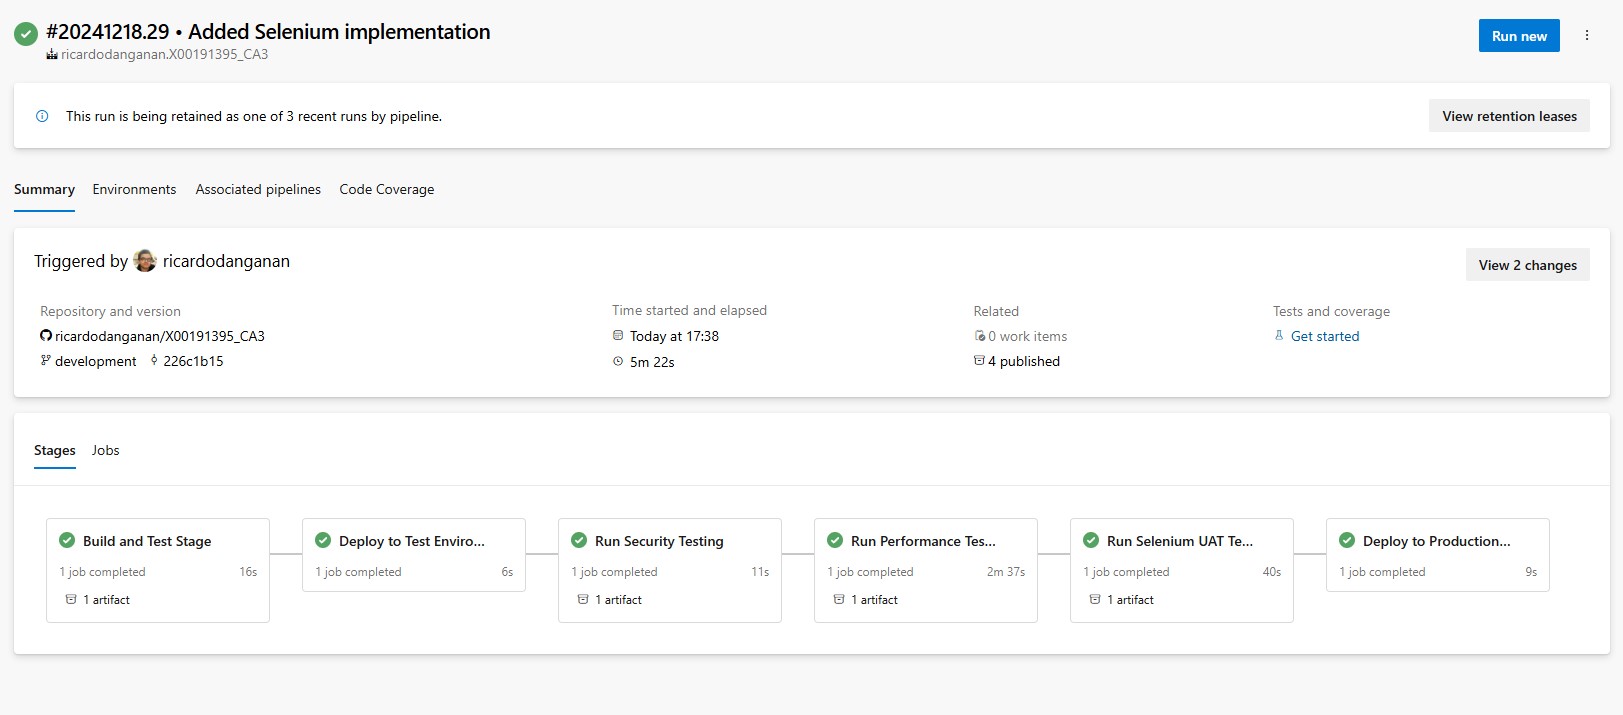 #20241218.29 • Added Selenium implementation
Run new
ricardodanganan.X00191395_CA3
This run is being retained as one of 3 recent runs by pipeline.
View retention leases
Summary Environments Associated pipelines Code Coverage
Triggered by ricardodanganan
View 2 changes
Repository and version
ricardodanganan/X00191395_CA3
development 226c1b15
Time started and elapsed
Today at 17:38
5m 22s
Related
0 work items
4 published
Tests and coverage
Get started
Stages Jobs
Build and Test Stage
1 job completed 16s
1 artifact
Deploy to Test Enviro...
1 job completed 6s
Run Security Testing
1 job completed 11s
1 artifact
Run Performance Tes...
1 job completed 2m 37s
1 artifact
Run Selenium UAT Te...
1 job completed 40s
1 artifact
Deploy to Production...
1 job completed 9s